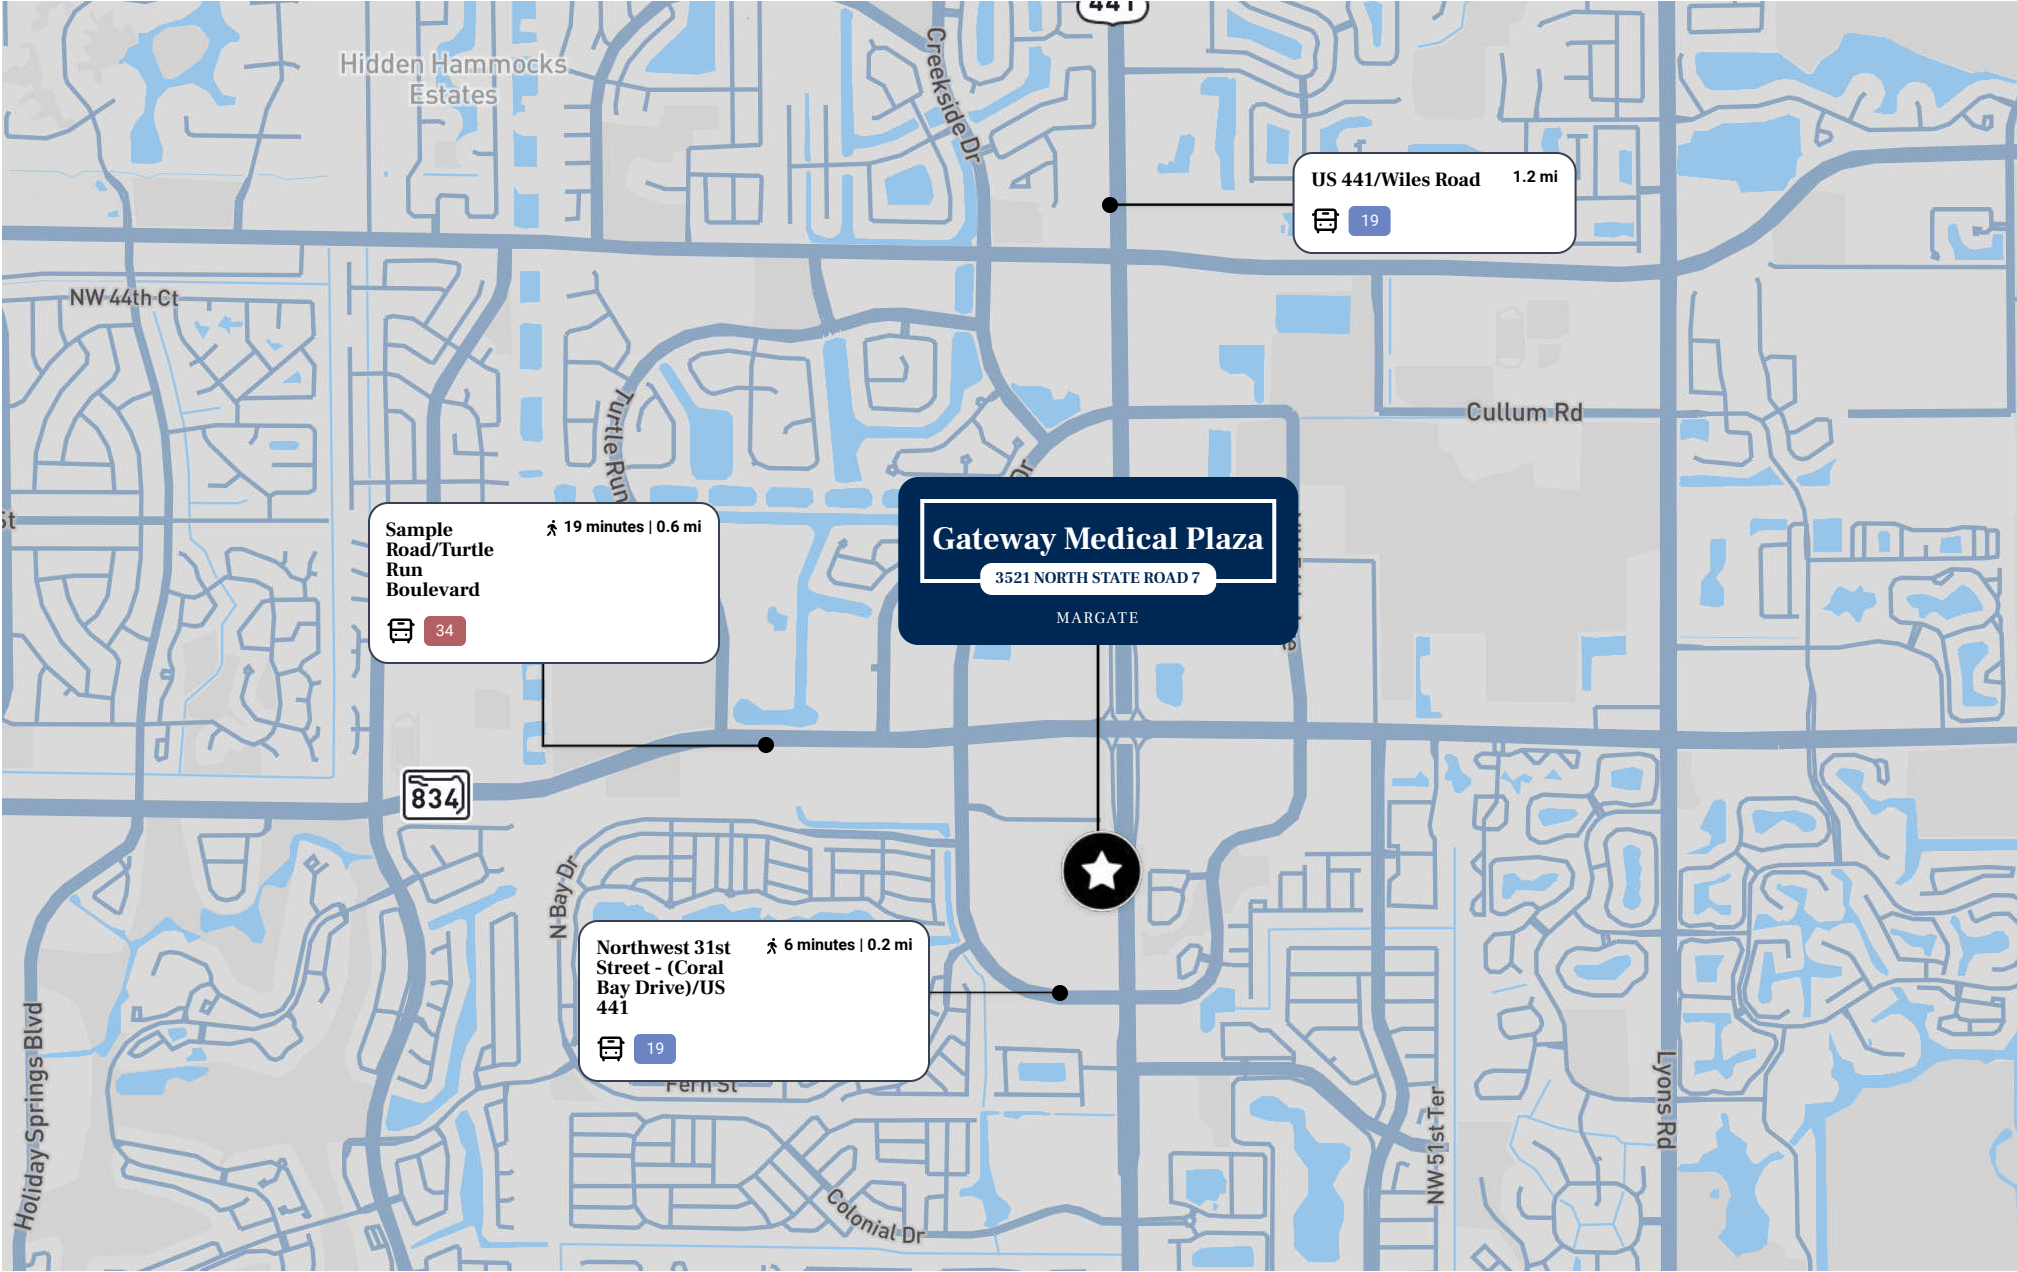 441
Hidden Hammocks
Estates
Creekside Dr
US 441/Wiles Road
1.2 mi
19
NW 44th Ct
Turtle Run
Cullum Rd
Dr
St
Sample
Road/Turtle
Run
Boulevard
19 minutes | 0.6 mi
34
Gateway Medical Plaza
3521 NORTH STATE ROAD 7
MARGATE
834
N Bay Dr
Northwest 31st
Street - (Coral
Bay Drive)/US
441
6 minutes | 0.2 mi
19
Fern St
Holiday Springs Blvd
Colonial Dr
NW 51st Ter
Lyons Rd